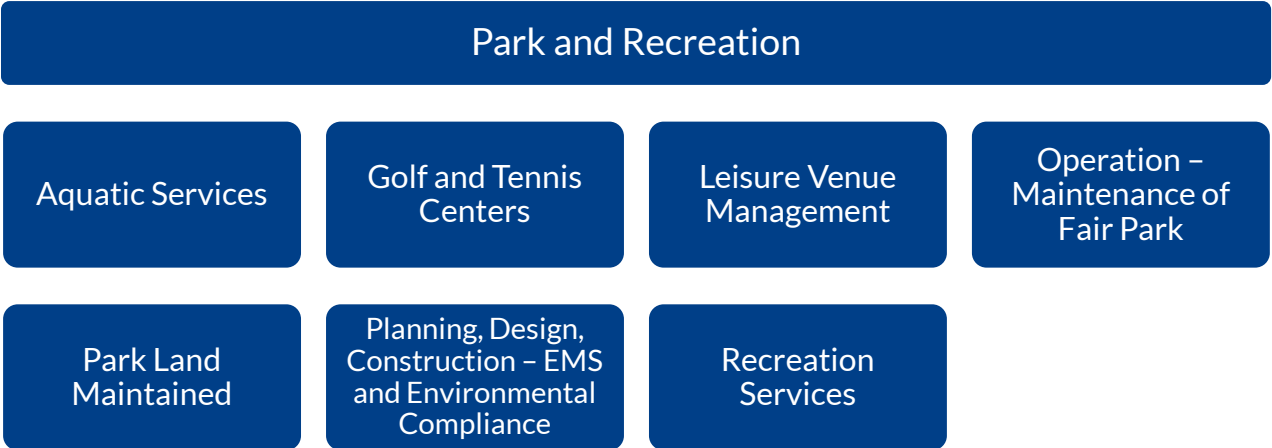 Park and Recreation
Aquatic Services
Golf and Tennis
Centers
Leisure Venue
Management
Operation –
Maintenance of
Fair Park
Park Land
Maintained
Planning, Design,
Construction – EMS
and Environmental
Compliance
Recreation
Services